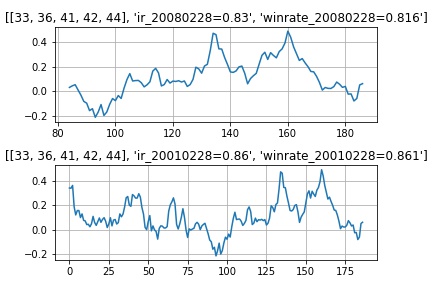 [[33, 36, 41, 42, 44], 'ir_20080228=0.83', 'winrate_20080228=0.816']
0.4
0.2
0.0
−0.2
80 100 120 140 160 180
[[33, 36, 41, 42, 44], 'ir_20010228=0.86', 'winrate_20010228=0.861']
0.4
0.2
0.0
−0.2
0 25 50 75 100 125 150 175